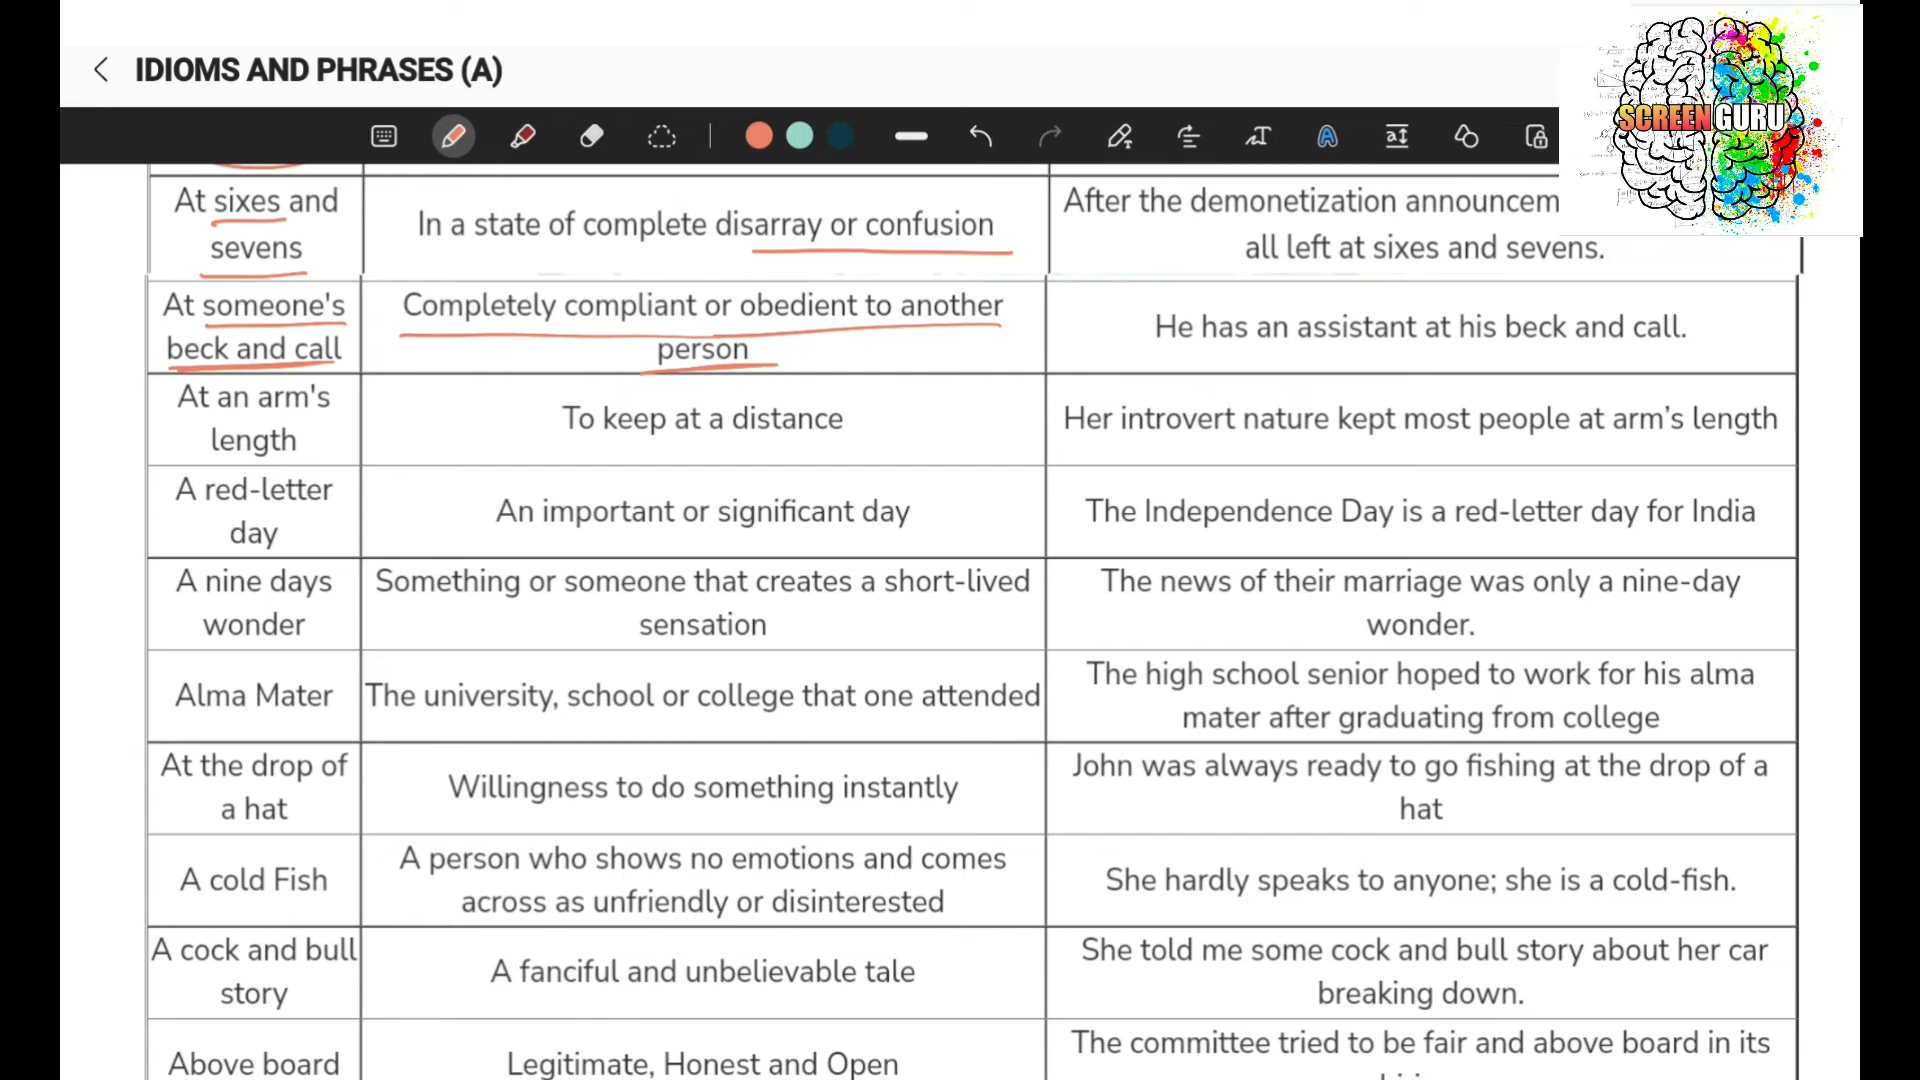 IDIOMS AND PHRASES (A)
SCREEN GURU
At sixes and
sevens
In a state of complete disarray or confusion
After the demonetization announcem
all left at sixes and sevens.
At someone's
beck and call
Completely compliant or obedient to another
person
He has an assistant at his beck and call.
At an arm's
length
To keep at a distance
Her introvert nature kept most people at arm’s length
A red-letter
day
An important or significant day
The Independence Day is a red-letter day for India
A nine days
wonder
Something or someone that creates a short-lived
sensation
The news of their marriage was only a nine-day
wonder.
Alma Mater
The university, school or college that one attended
The high school senior hoped to work for his alma
mater after graduating from college
At the drop of
a hat
Willingness to do something instantly
John was always ready to go fishing at the drop of a
hat
A cold Fish
A person who shows no emotions and comes
across as unfriendly or disinterested
She hardly speaks to anyone; she is a cold-fish.
A cock and bull
story
A fanciful and unbelievable tale
She told me some cock and bull story about her car
breaking down.
Above board
Legitimate, Honest and Open
The committee tried to be fair and above board in its